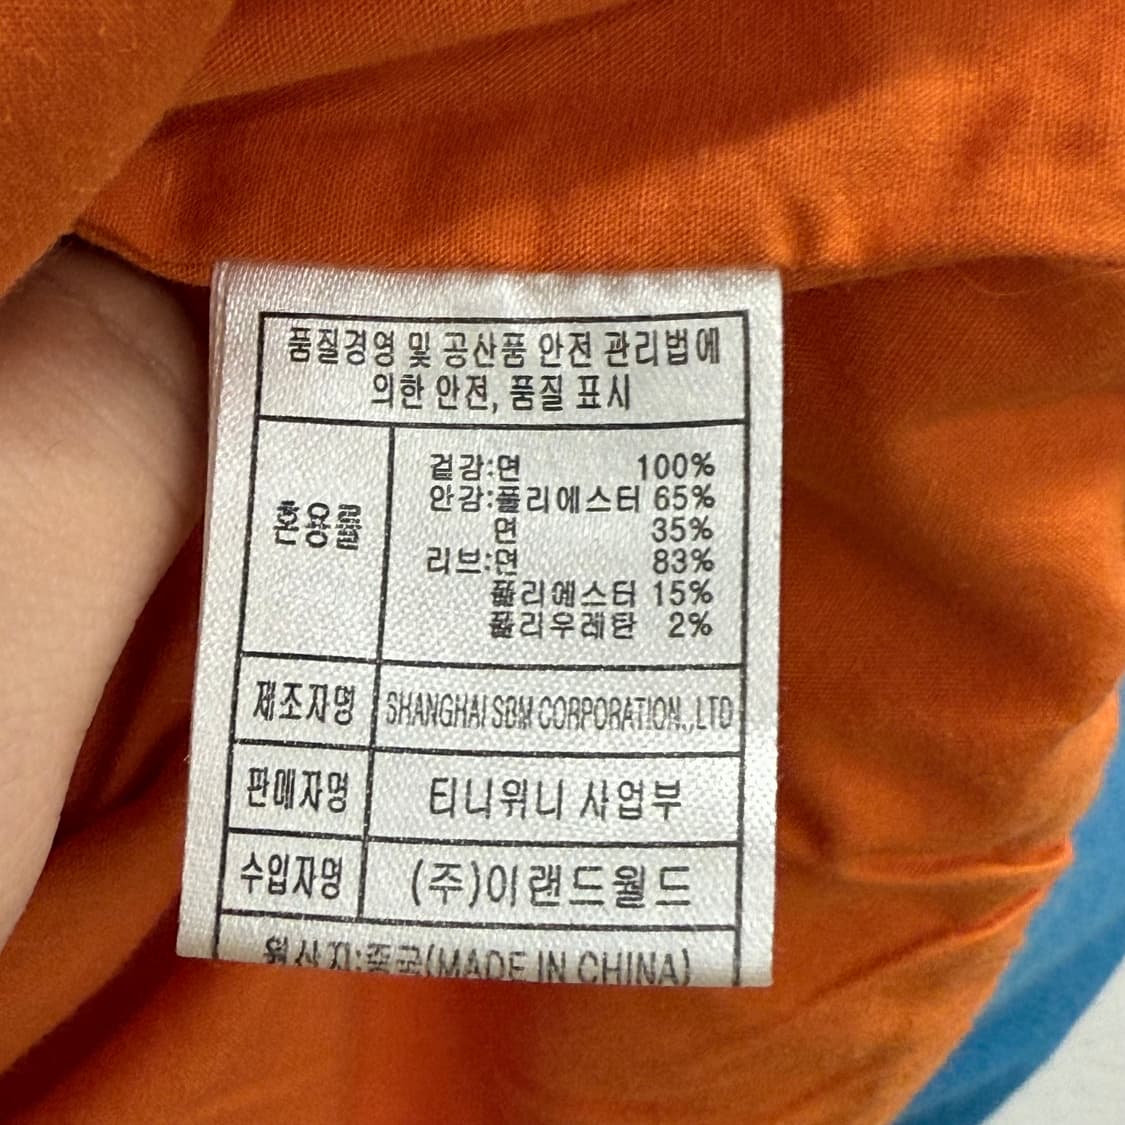 품질경영 및 공산품 안전 관리법에
의한 안전, 품질 표시
혼용율
겉감:면 100%
안감:폴리에스터 65%
면 35%
리브:면 83%
폴리에스터 15%
폴리우레탄 2%
제조자명 SHANGHAI SBM CORPORATION.,LTD
판매자명 티니위니 사업부
수입자명 (주)이랜드월드
원산지:중국(MADE IN CHINA)